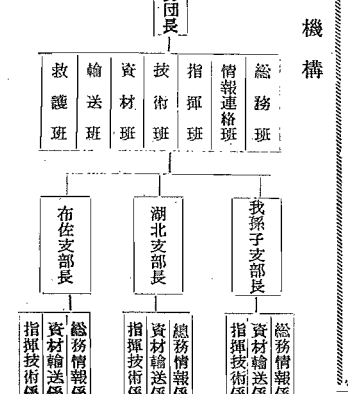 機構
団長
総務班
情報連絡班
指揮班
技術班
資材班
輸送班
救護班
我孫子支部長
湖北支部長
布佐支部長
総務情報係
資材輸送係
指揮技術係
總務情報係
資材輸送係
指揮技術係
総務情報係
資材輸送係
指揮技術係